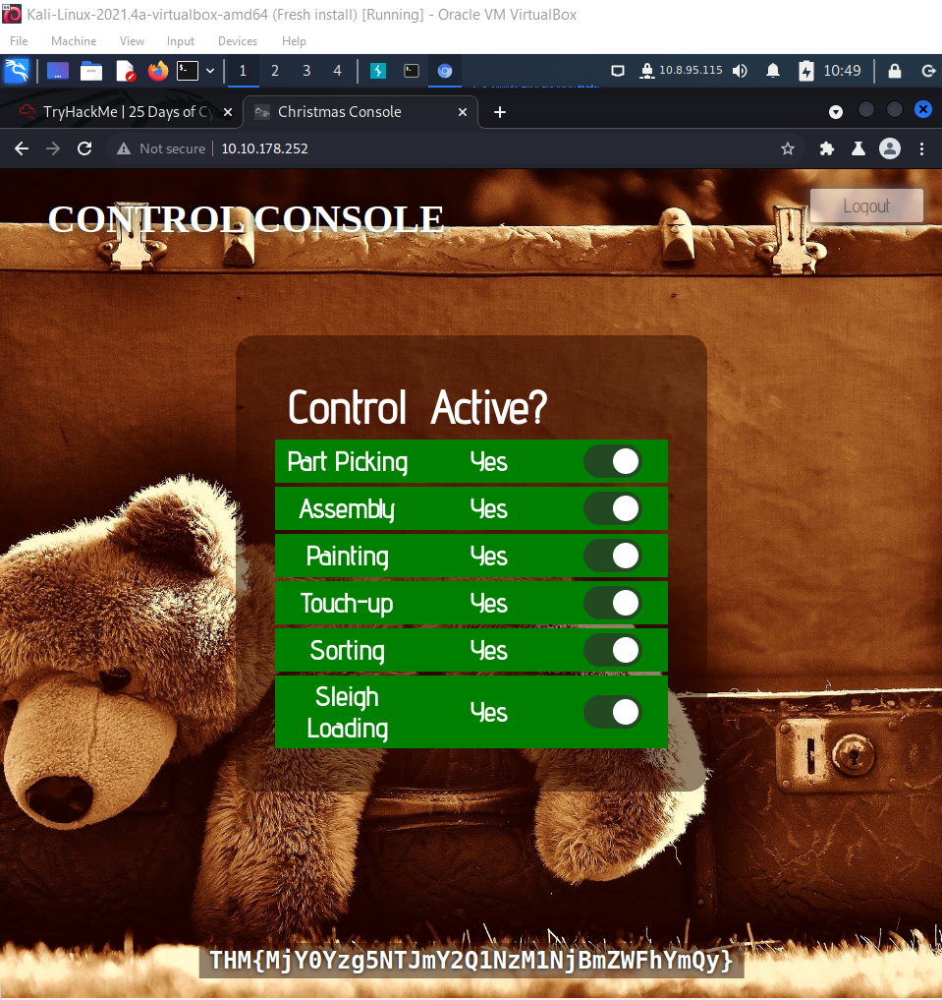 Kali-Linux-2021.4a-virtualbox-amd64 (Fresh install) [Running] - Oracle VM VirtualBox
File Machine View Input Devices Help
1 2 3 4 10.8.95.115 10:49
TryHackMe | 25 Days of Cy Christmas Console
Not secure 10.10.178.252
CONTROL CONSOLE
Logout
Control Active?
Part Picking Yes
Assembly Yes
Painting Yes
Touch-up Yes
Sorting Yes
Sleigh
Loading Yes
THM{MjY0Yzg5NTJmY2Q1NzM1NjBmZWFhYmQy}